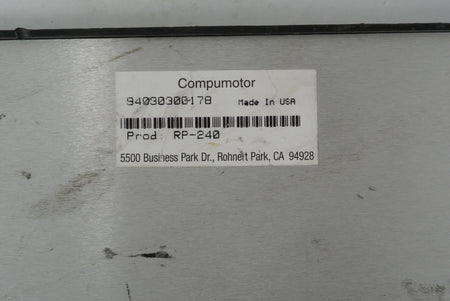 Compumotor
94030300178 Made In USA
Prod: RP-240
5500 Business Park Dr., Rohnert Park, CA 94928